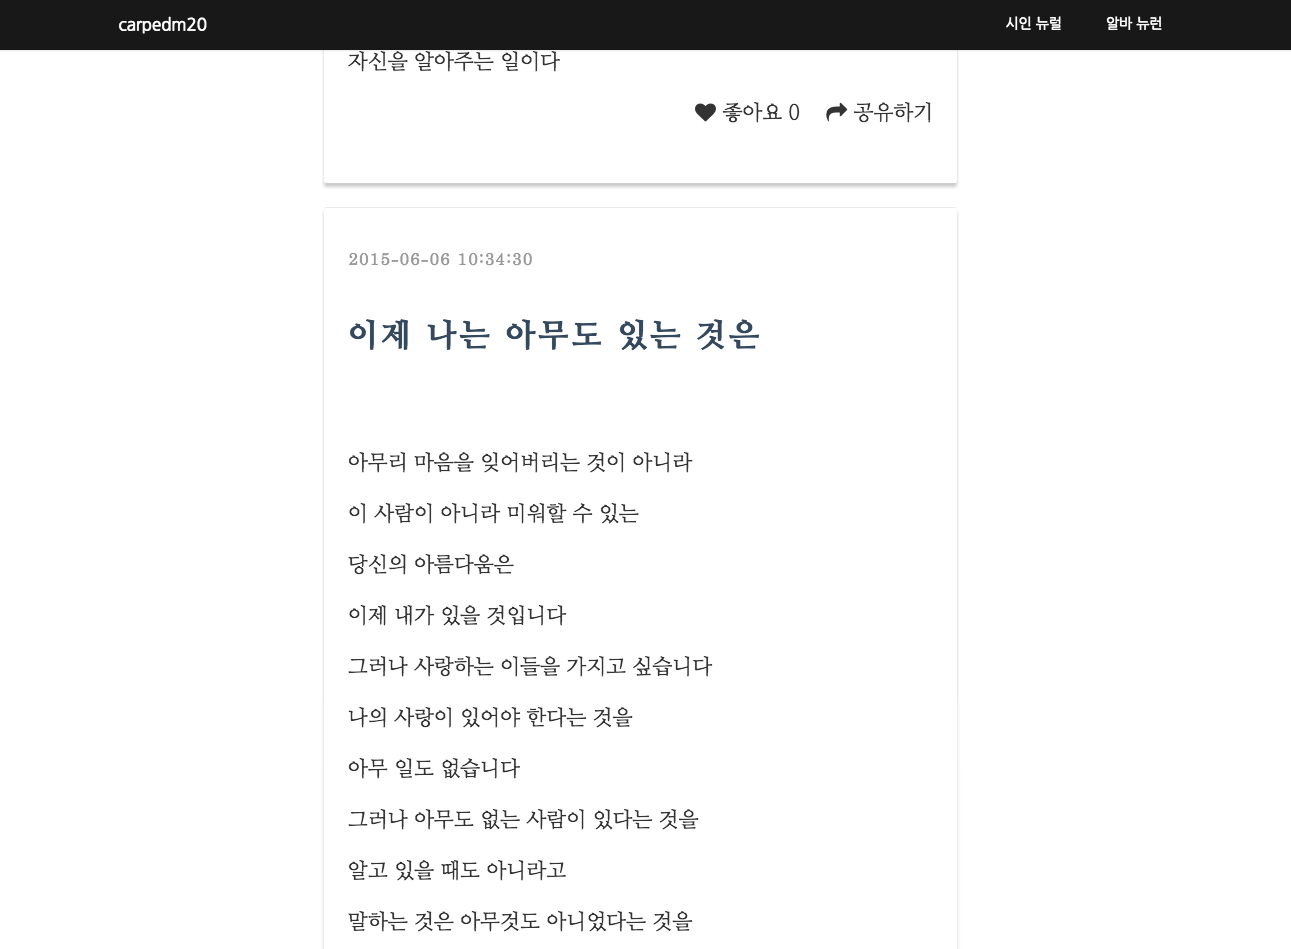 carpedm20
시인 뉴럴
알바 뉴런
자신을 알아주는 일이다
좋아요 0
공유하기
2015-06-06 10:34:30
이제 나는 아무도 있는 것은
아무리 마음을 잊어버리는 것이 아니라
이 사람이 아니라 미워할 수 있는
당신의 아름다움은
이제 내가 있을 것입니다
그러나 사랑하는 이들을 가지고 싶습니다
나의 사랑이 있어야 한다는 것을
아무 일도 없습니다
그러나 아무도 없는 사람이 있다는 것을
알고 있을 때도 아니라고
말하는 것은 아무것도 아니었다는 것을